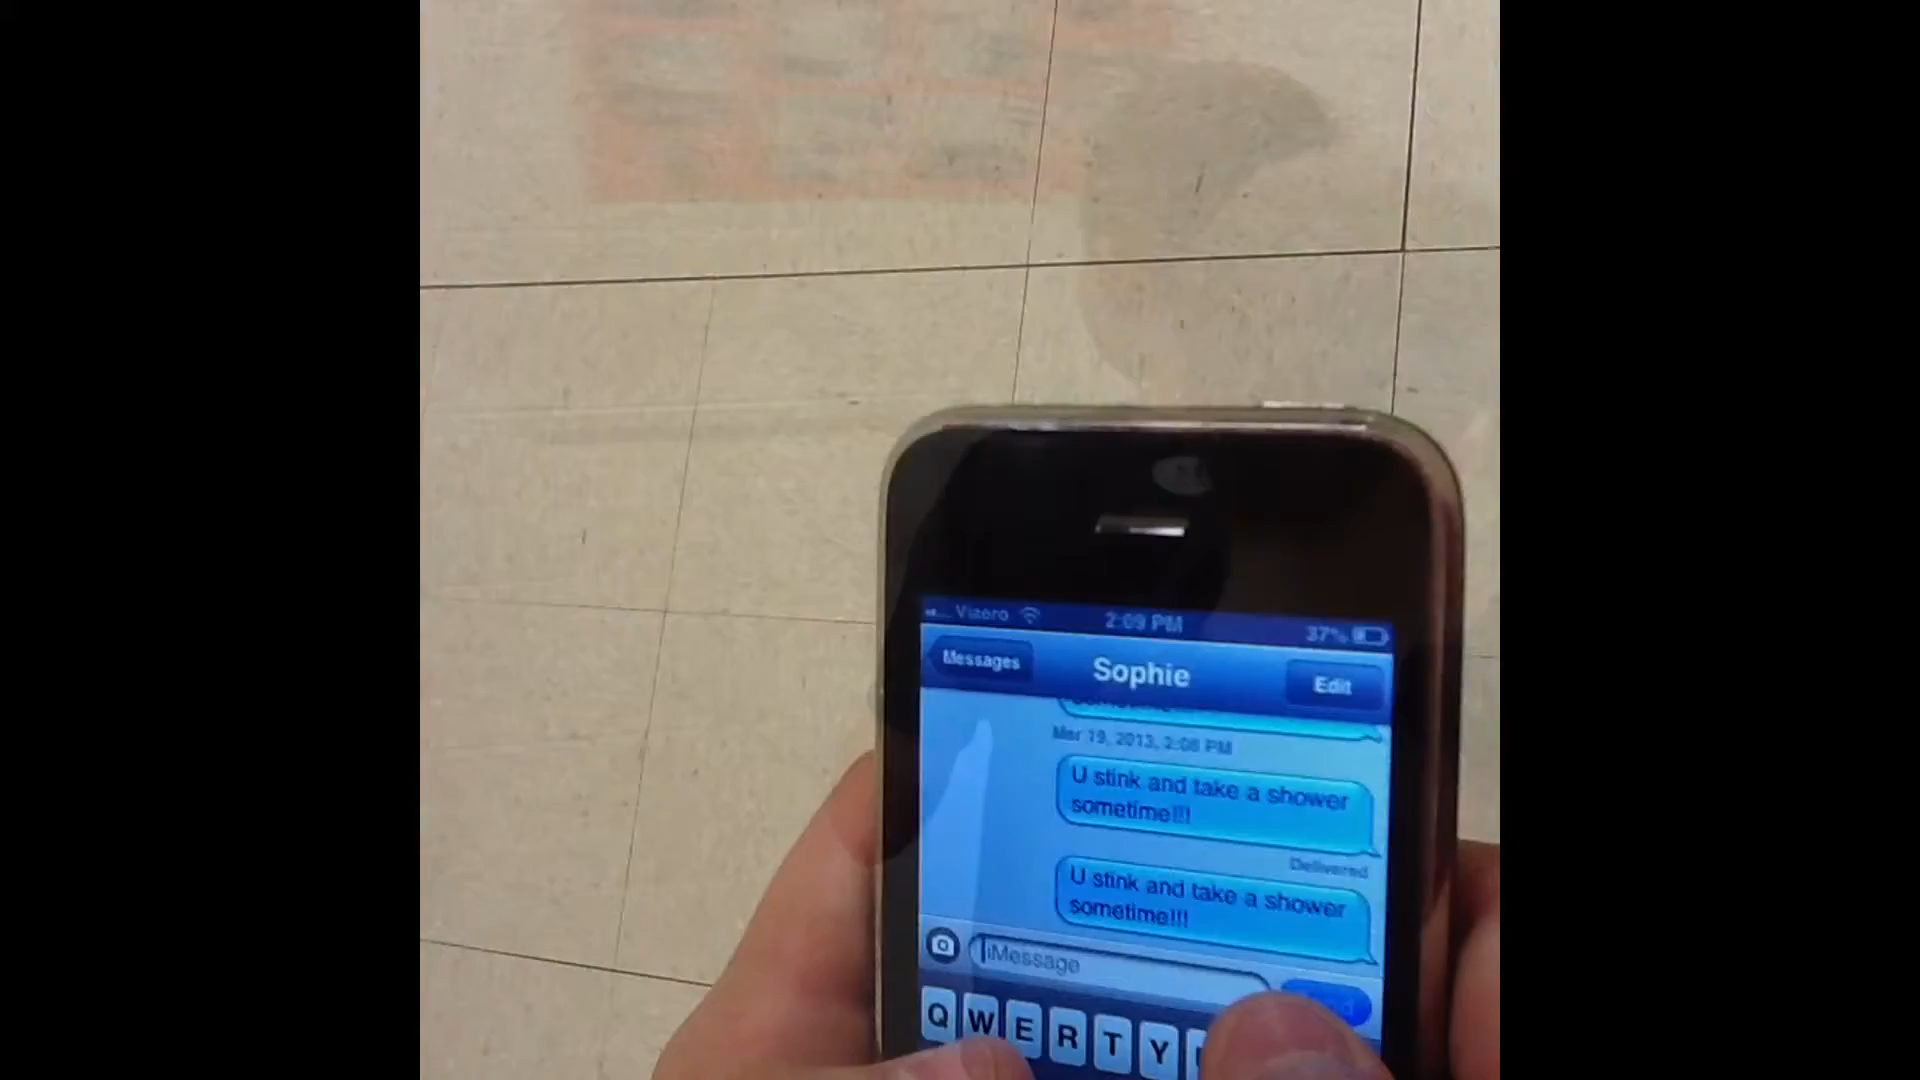 Viaero 2:09 PM 37%
Messages Sophie Edit
Mar 19, 2013, 2:08 PM
U stink and take a shower
sometime!!!
Delivered
U stink and take a shower
sometime!!!
iMessage
Q W E R T Y